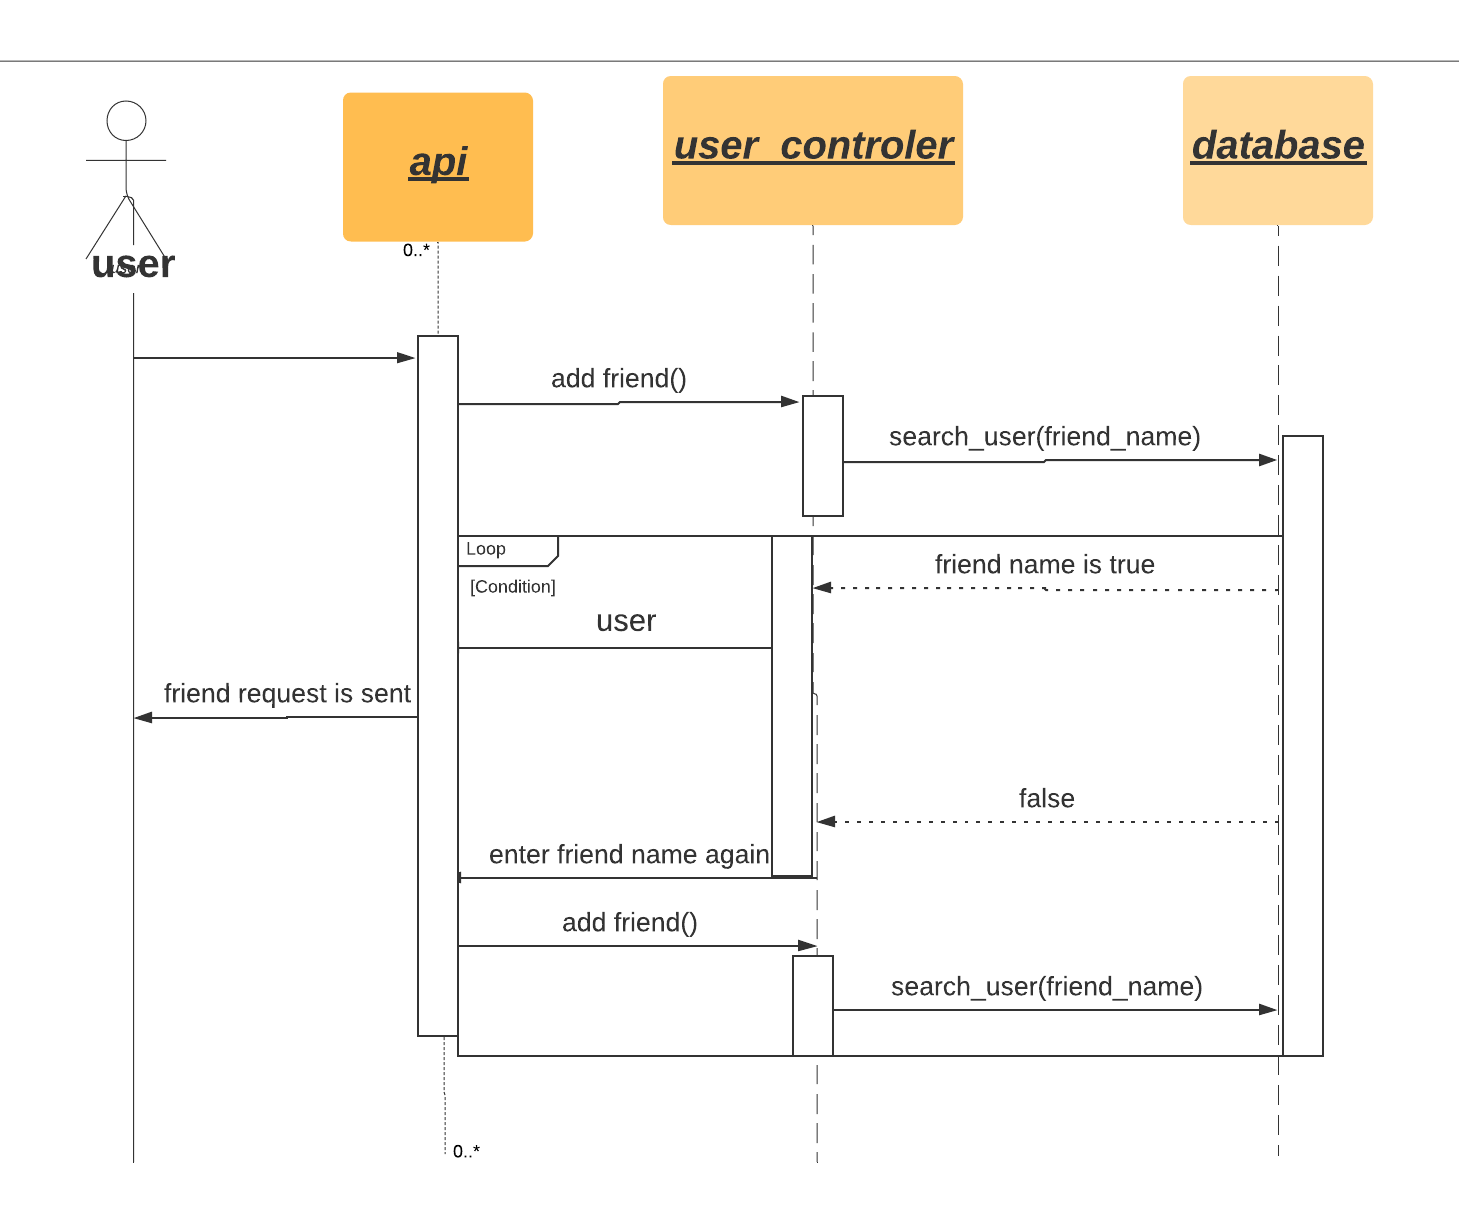 api
user_controler
database
0..*
user
user
add friend()
search_user(friend_name)
Loop
friend name is true
[Condition]
user
friend request is sent
false
enter friend name again
add friend()
search_user(friend_name)
0..*